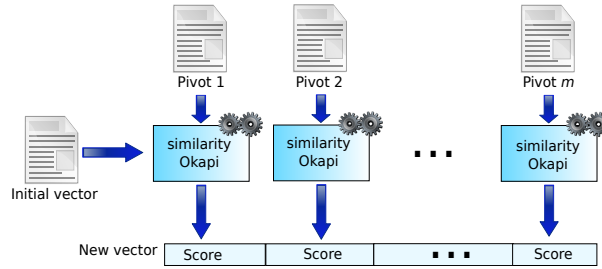 Pivot 1
Pivot 2
Pivot m
similarity
Okapi
similarity
Okapi
similarity
Okapi
...
Initial vector
New vector
Score
Score
...
Score